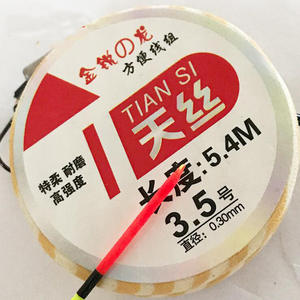 金锐の光
方便线组
TIAN SI
天丝
特柔 耐磨
高强度
长度:5.4M
3.5号
直径: 0.30mm